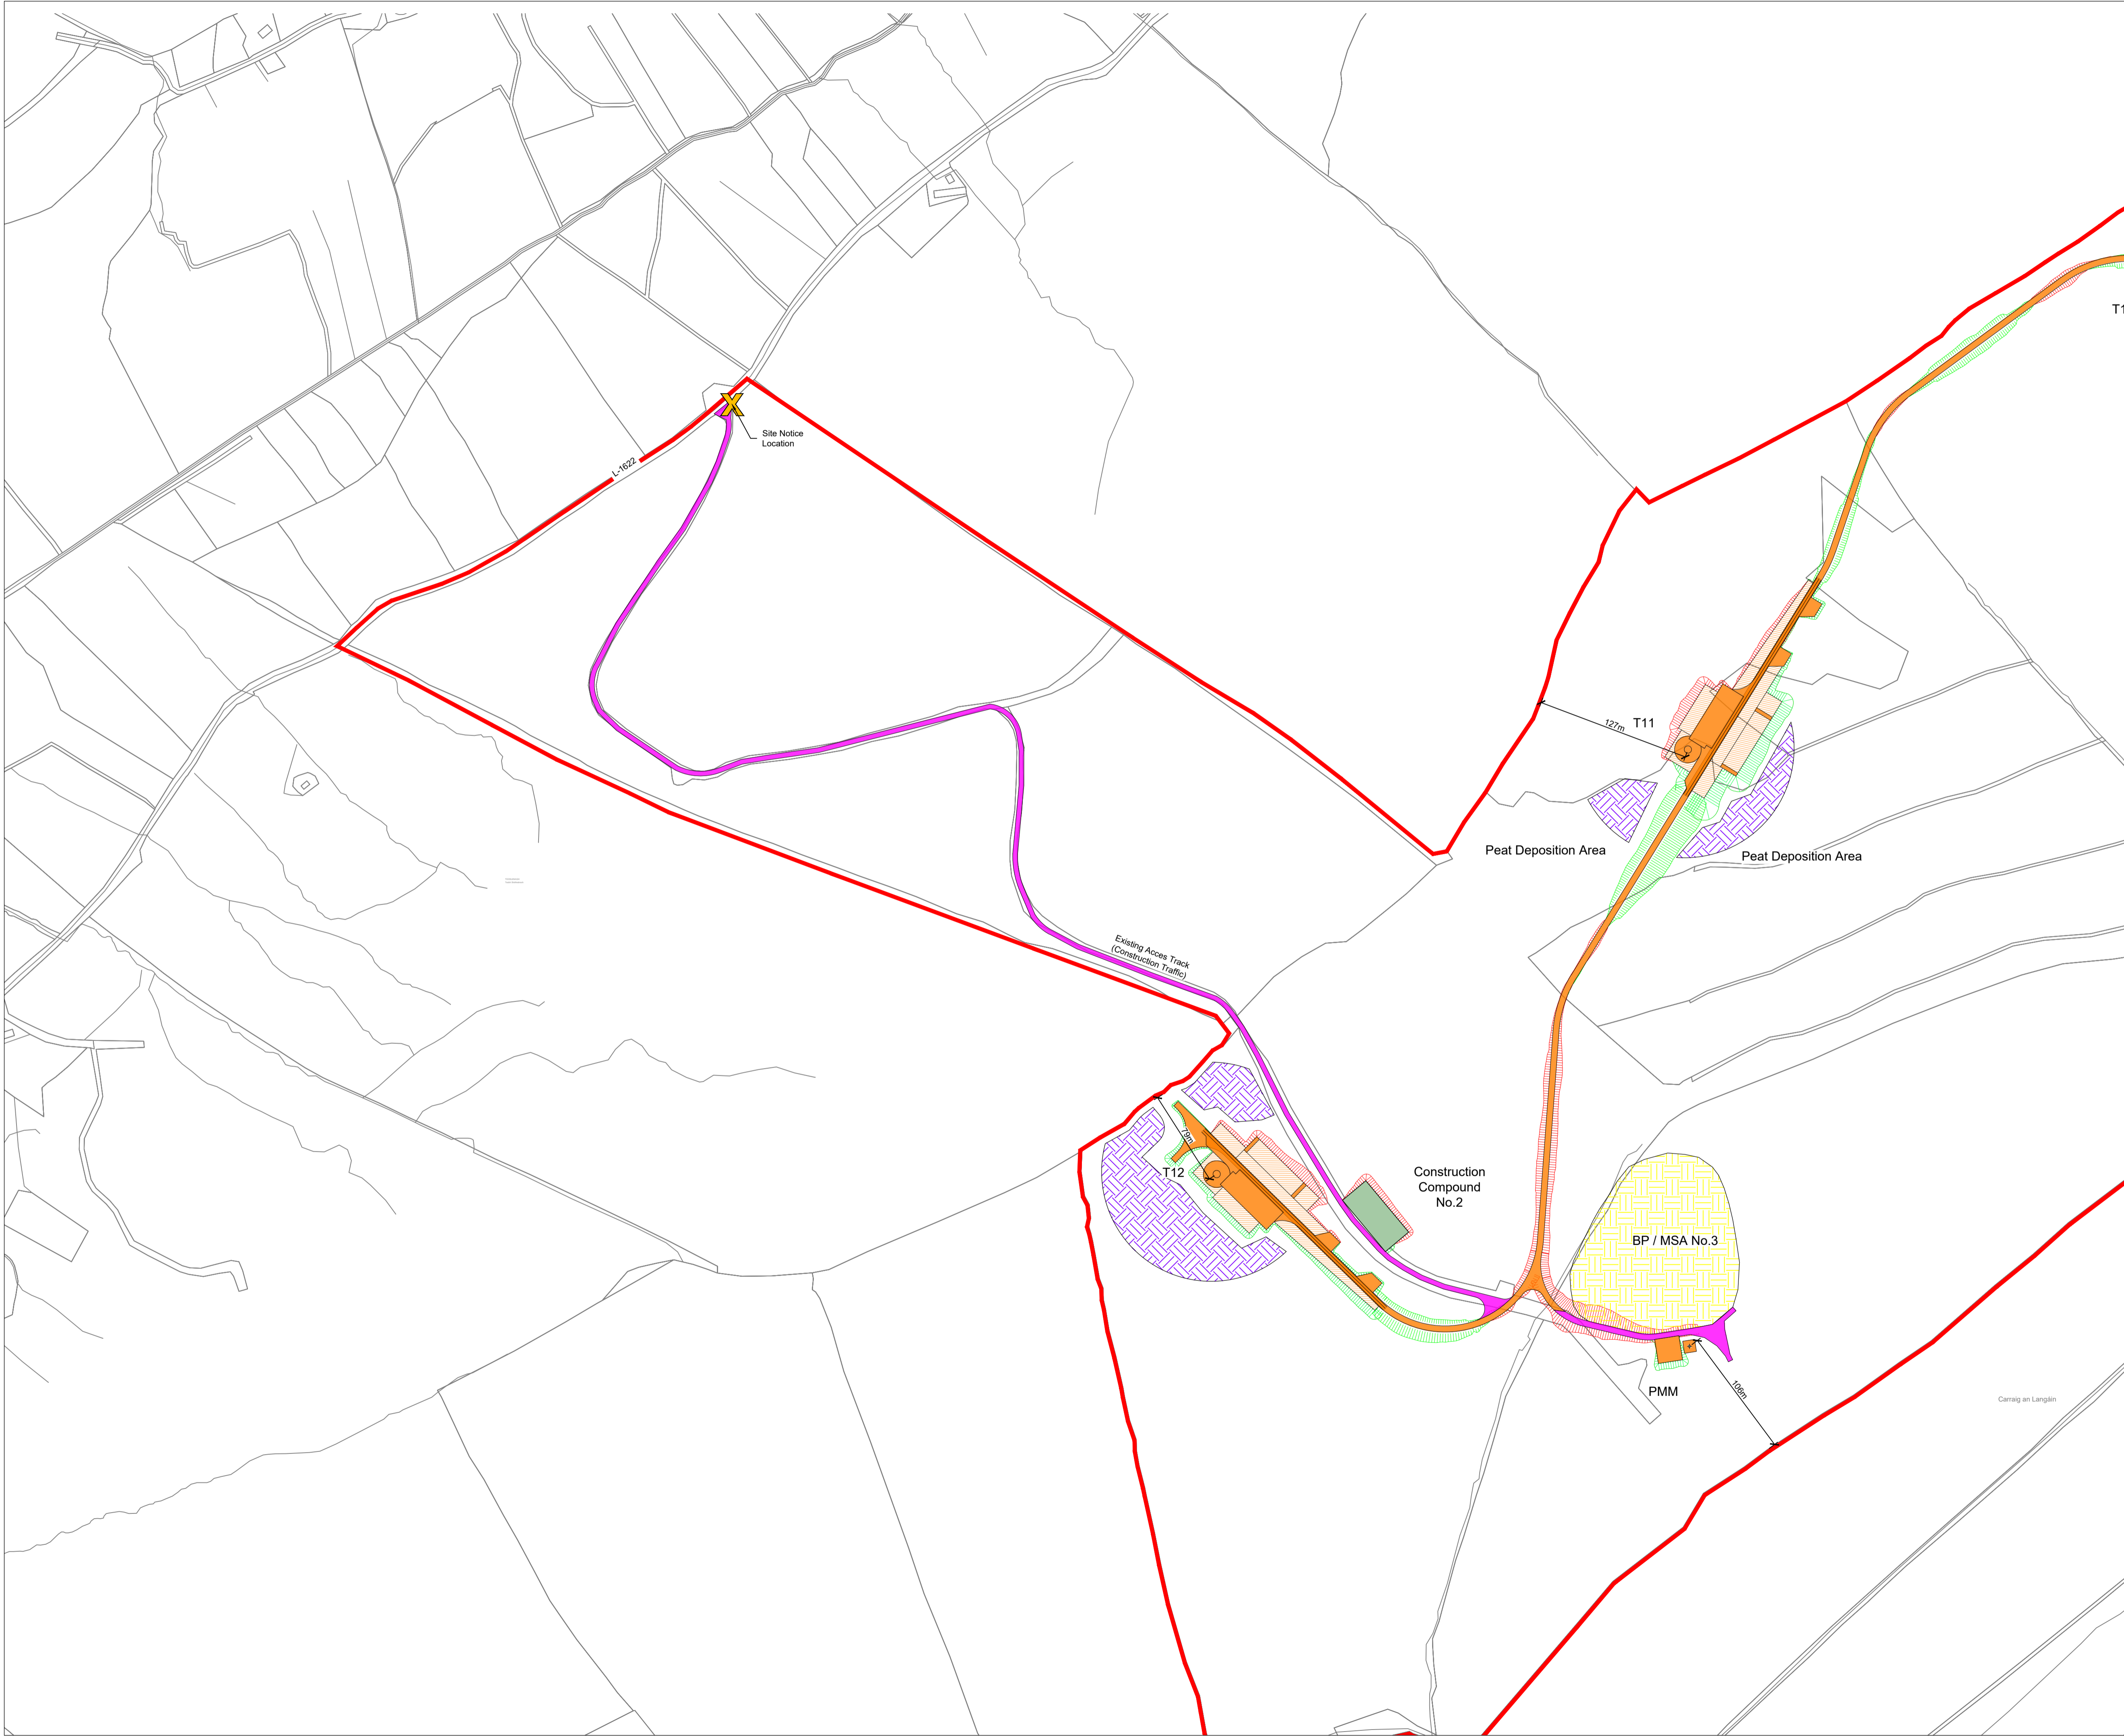 T1
Site Notice
Location
L-1622
127m
T11
Peat Deposition Area
Peat Deposition Area
Existing Acces Track
(Construction Traffic)
79m
T12
Construction
Compound
No.2
BP / MSA No.3
PMM
106m
Carraig an Langáin